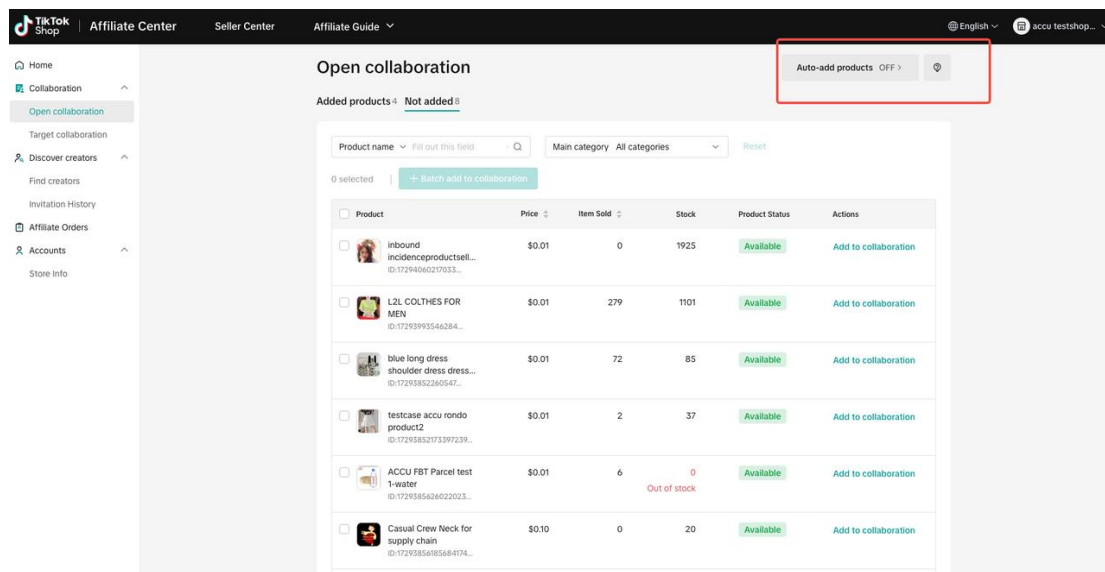 TikTok Shop | Affiliate Center Seller Center Affiliate Guide English accu testshop...
Home
Collaboration
Open collaboration
Target collaboration
Discover creators
Find creators
Invitation History
Affiliate Orders
Accounts
Store Info
Open collaboration
Auto-add products OFF >
Added products 4 Not added 8
Product name Fill out this field Main category All categories Reset
0 selected | + Batch add to collaboration
Product Price Item Sold Stock Product Status Actions
inbound $0.01 0 1925 Available Add to collaboration
incidenceproductsell...
ID:17294060217033...
L2L COLTHES FOR $0.01 279 1101 Available Add to collaboration
MEN
ID:17293993546284...
blue long dress $0.01 72 85 Available Add to collaboration
shoulder dress dress...
ID:17293852260547...
testcase accu rondo $0.01 2 37 Available Add to collaboration
product2
ID:17293852173397239...
ACCU FBT Parcel test $0.01 6 0 Available Add to collaboration
1-water Out of stock
ID:1729385626022023...
Casual Crew Neck for $0.10 0 20 Available Add to collaboration
supply chain
ID:17293856185684174...